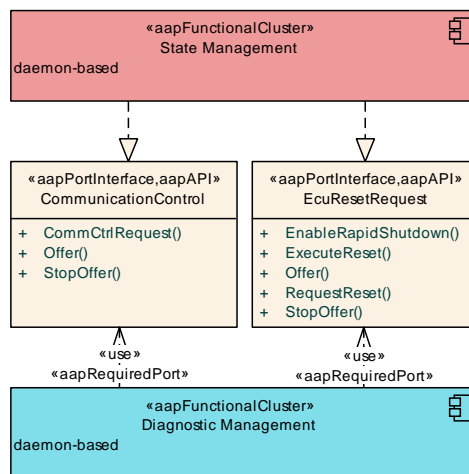 «aapFunctionalCluster»
State Management
daemon-based
«aapPortInterface,aapAPI»
CommunicationControl
+ CommCtrlRequest()
+ Offer()
+ StopOffer()
«aapPortInterface,aapAPI»
EcuResetRequest
+ EnableRapidShutdown()
+ ExecuteReset()
+ Offer()
+ RequestReset()
+ StopOffer()
«use»
«aapRequiredPort»
«use»
«aapRequiredPort»
«aapFunctionalCluster»
Diagnostic Management
daemon-based